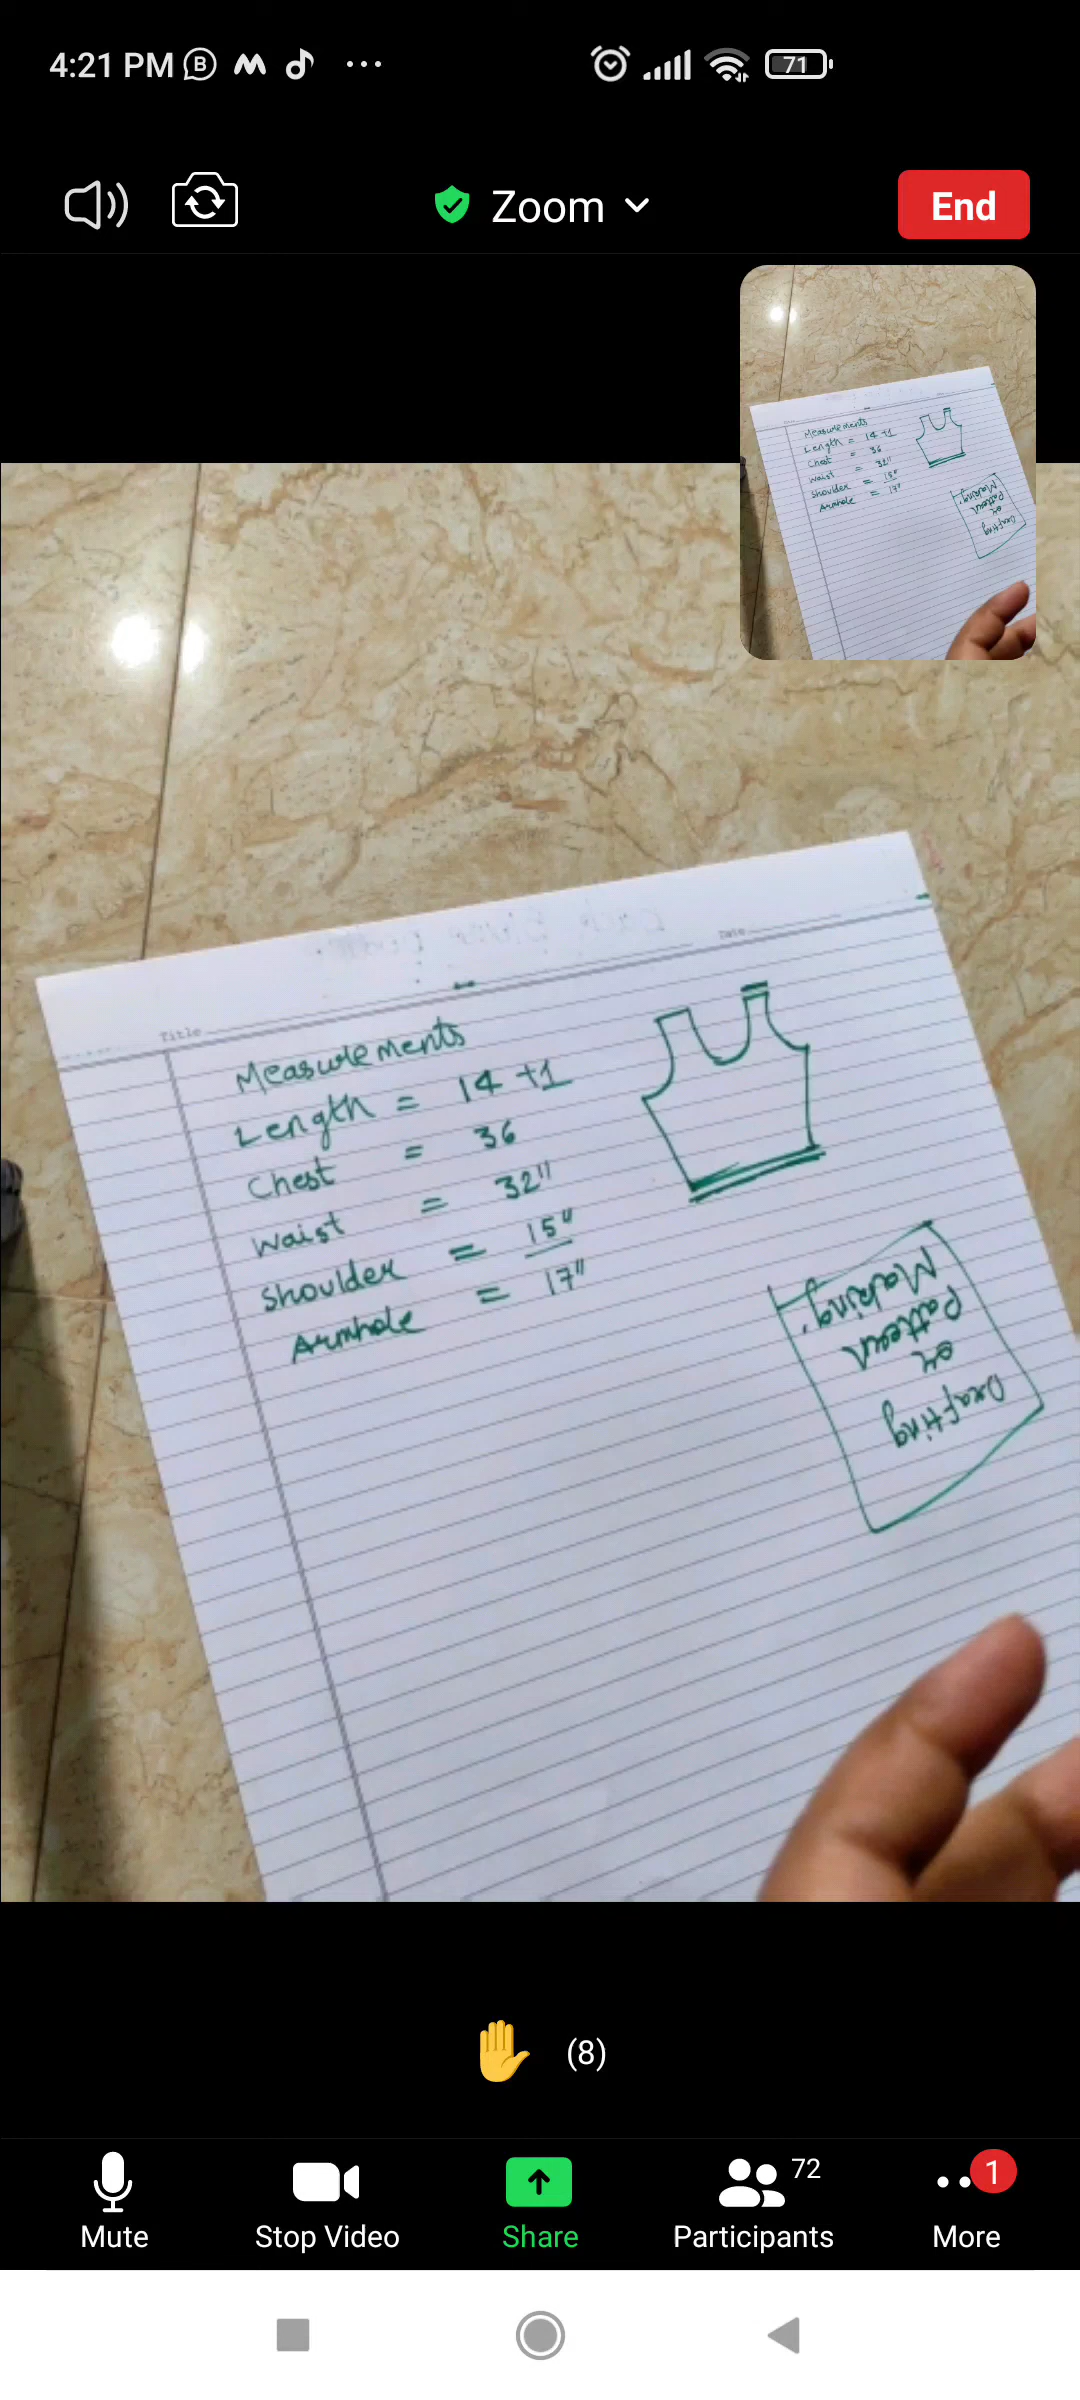 4:21 PM
71
Zoom
End
Title
Date
Measurements
Length = 14 +1
Chest = 36
Waist = 32"
Shoulder = 15"
Armhole = 17"
Drafting
or
Pattern
Making
(8)
Mute
Stop Video
Share
72
Participants
1
More